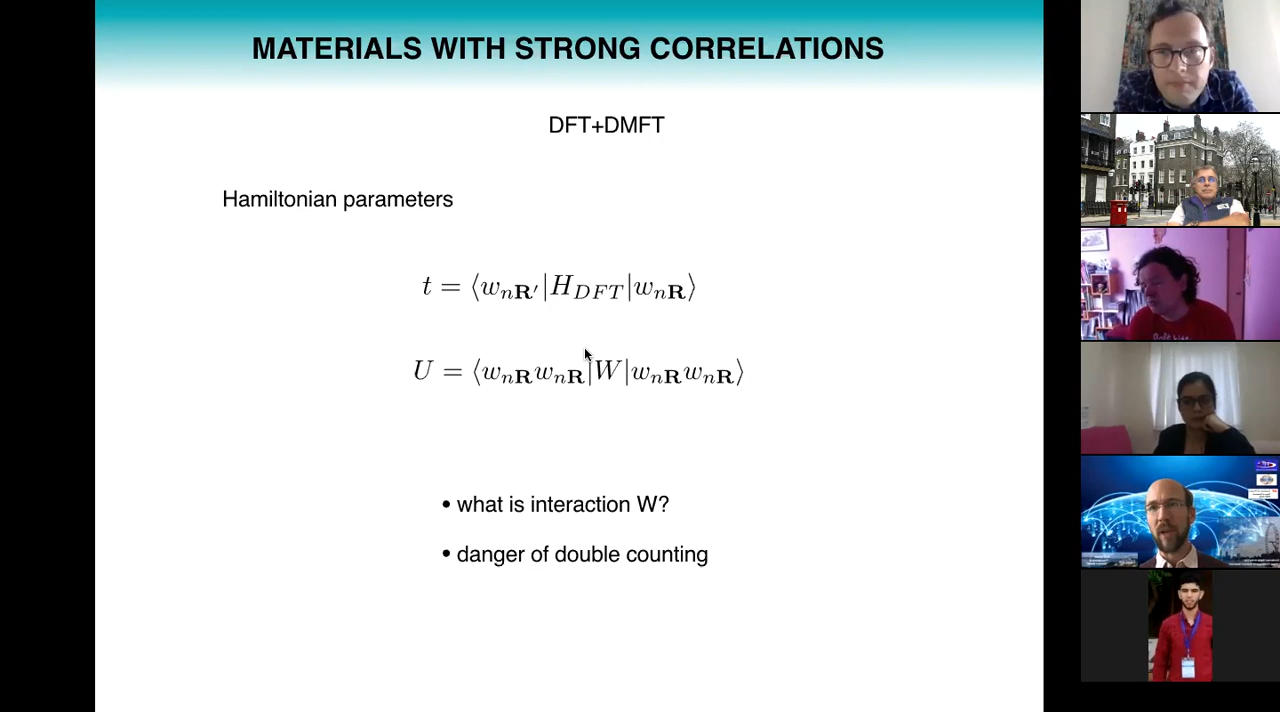 MATERIALS WITH STRONG CORRELATIONS
DFT+DMFT
Hamiltonian parameters
t = ⟨w_{n𝐑′}|H_{DFT}|w_{n𝐑}⟩
U = ⟨w_{n𝐑}w_{n𝐑}|W|w_{n𝐑}w_{n𝐑}⟩
• what is interaction W?
• danger of double counting